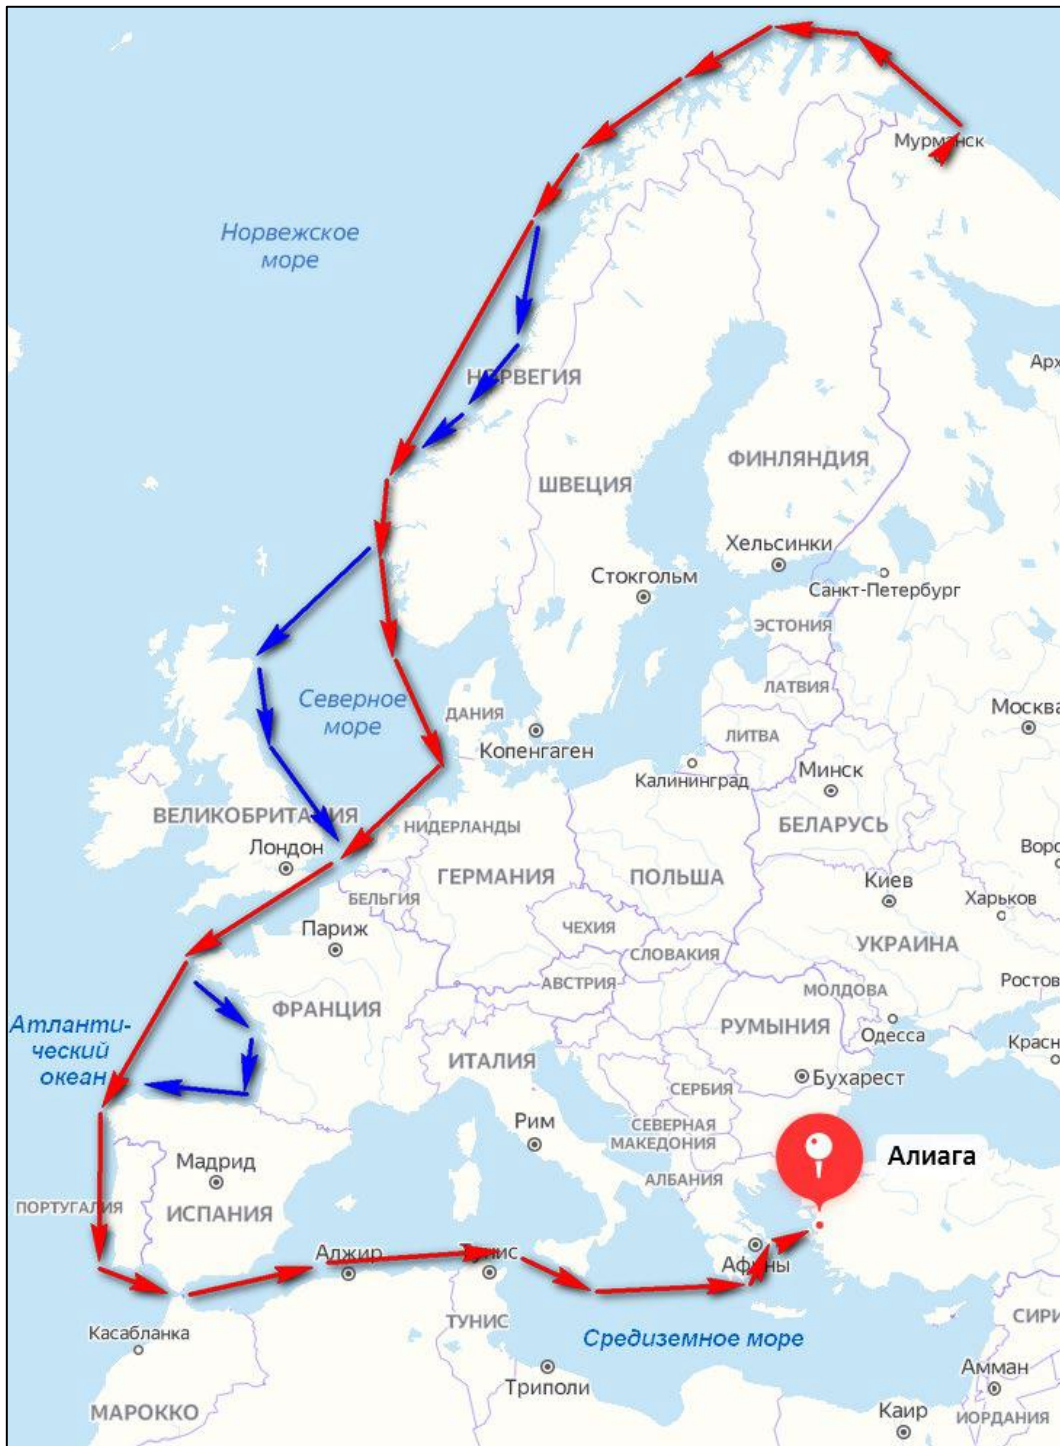 Мурманск
Норвежское
море
Арх
НОРВЕГИЯ
ФИНЛЯНДИЯ
ШВЕЦИЯ
Хельсинки
Стокгольм
Санкт-Петербург
ЭСТОНИЯ
ЛАТВИЯ
Северное
море
ДАНИЯ
Москва
ЛИТВА
Копенгаген
Калининград
Минск
ВЕЛИКОБРИТАНИЯ
НИДЕРЛАНДЫ
БЕЛАРУСЬ
Лондон
Воро
ГЕРМАНИЯ
ПОЛЬША
Киев
БЕЛЬГИЯ
Харьков
Париж
ЧЕХИЯ
УКРАИНА
СЛОВАКИЯ
АВСТРИЯ
Ростов
МОЛДОВА
ФРАНЦИЯ
Атланти-
ческий
океан
РУМЫНИЯ
Одесса
Красн
ИТАЛИЯ
Бухарест
СЕРБИЯ
Рим
СЕВЕРНАЯ
МАКЕДОНИЯ
Алиага
Мадрид
АЛБАНИЯ
ПОРТУГАЛИЯ
ИСПАНИЯ
Алжир
Тунис
Афины
СИРИ
ТУНИС
Касабланка
Средиземное море
Триполи
Амман
МАРОККО
Каир
ИОРДАНИЯ